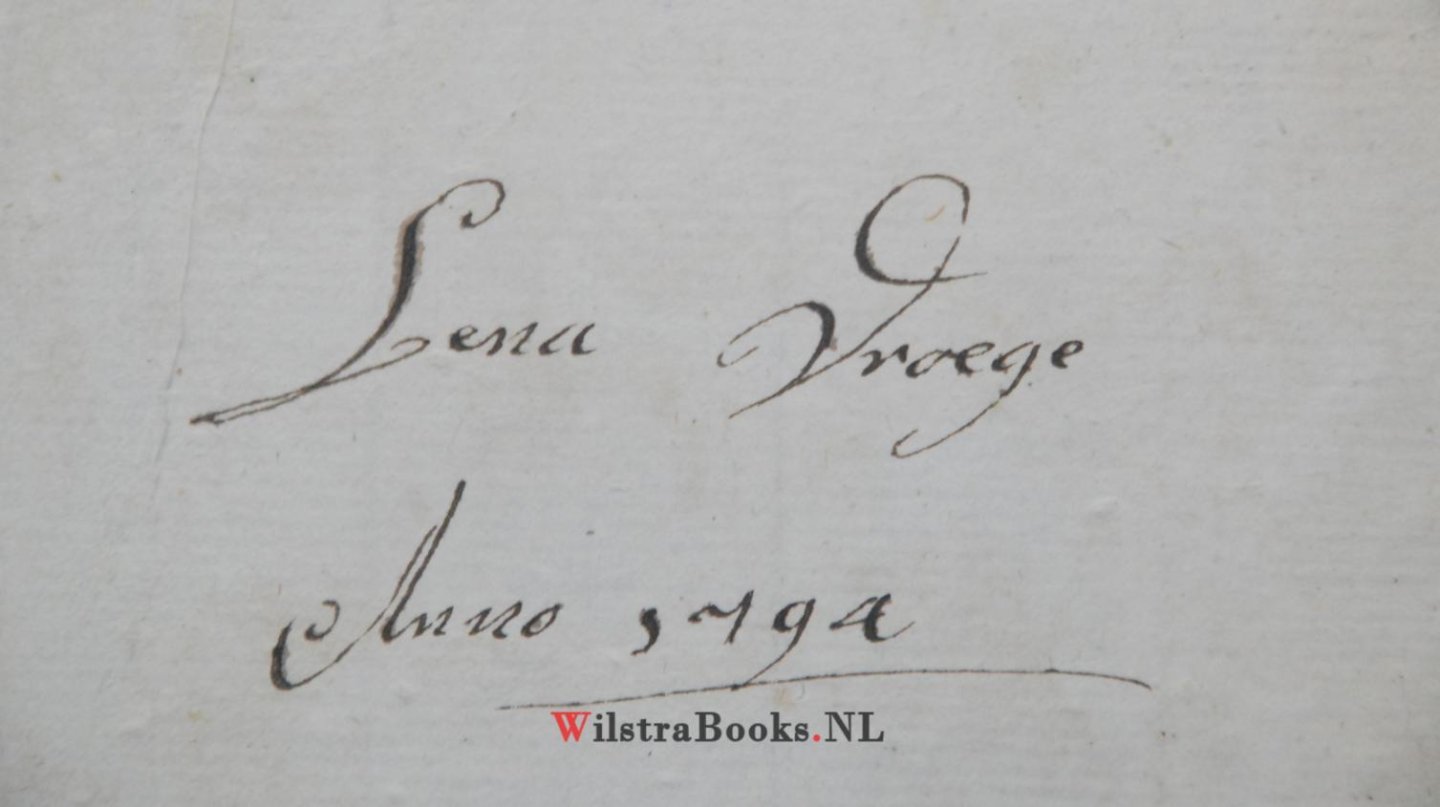 Lena Vroege
Anno 1794
WilstraBooks.NL